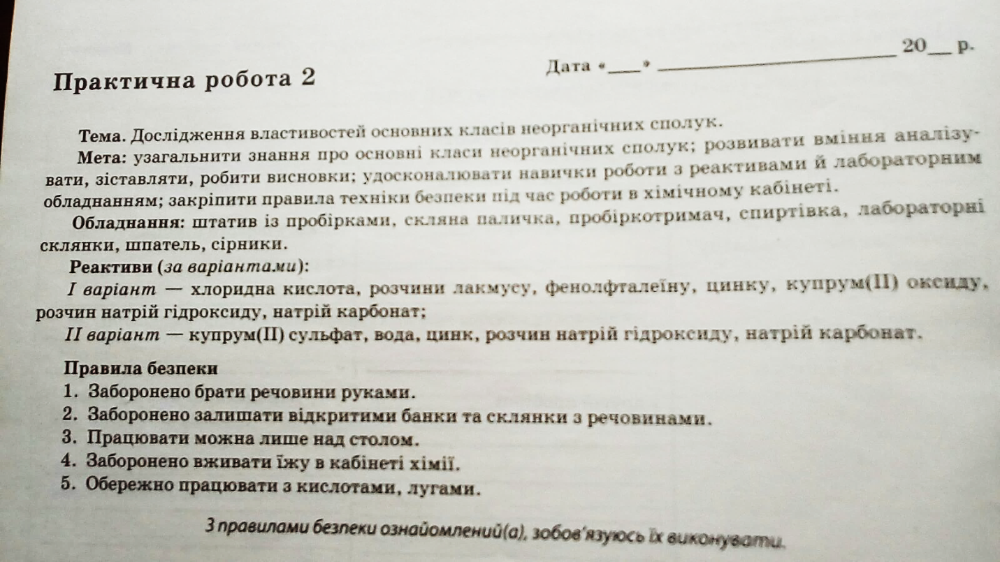 Практична робота 2
Дата «___» ______________________ 20__ р.
Тема. Дослідження властивостей основних класів неорганічних сполук.
Мета: узагальнити знання про основні класи неорганічних сполук; розвивати вміння аналізу-
вати, зіставляти, робити висновки; удосконалювати навички роботи з реактивами й лабораторним
обладнанням; закріпити правила техніки безпеки під час роботи в хімічному кабінеті.
Обладнання: штатив із пробірками, скляна паличка, пробіркотримач, спиртівка, лабораторні
склянки, шпатель, сірники.
Реактиви (за варіантами):
I варіант — хлоридна кислота, розчини лакмусу, фенолфталеїну, цинку, купрум(II) оксиду,
розчин натрій гідроксиду, натрій карбонат;
II варіант — купрум(II) сульфат, вода, цинк, розчин натрій гідроксиду, натрій карбонат.
Правила безпеки
1. Заборонено брати речовини руками.
2. Заборонено залишати відкритими банки та склянки з речовинами.
3. Працювати можна лише над столом.
4. Заборонено вживати їжу в кабінеті хімії.
5. Обережно працювати з кислотами, лугами.
З правилами безпеки ознайомлений(а), зобов'язуюсь їх виконувати.